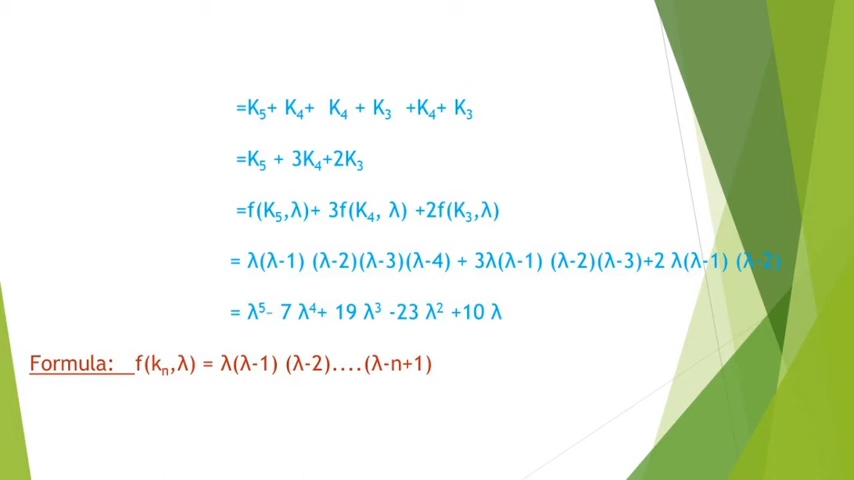 =K₅+ K₄+ K₄ + K₃ +K₄+ K₃
=K₅ + 3K₄+2K₃
=f(K₅,λ)+ 3f(K₄, λ) +2f(K₃,λ)
= λ(λ-1) (λ-2)(λ-3)(λ-4) + 3λ(λ-1) (λ-2)(λ-3)+2 λ(λ-1) (λ-2)
= λ⁵– 7 λ⁴+ 19 λ³ -23 λ² +10 λ
Formula: f(kₙ,λ) = λ(λ-1) (λ-2)....(λ-n+1)